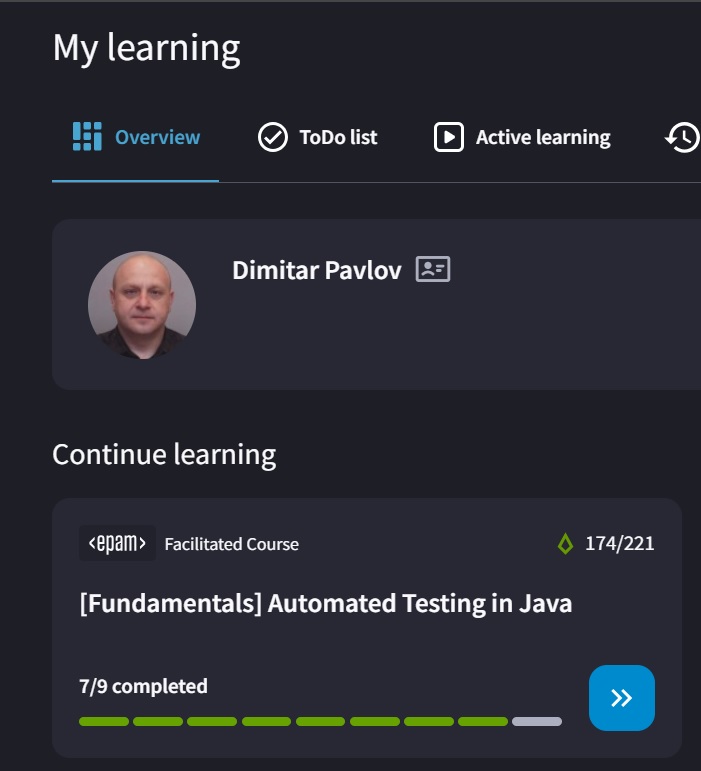 My learning
Overview ToDo list Active learning
Dimitar Pavlov
Continue learning
<epam> Facilitated Course 174/221
[Fundamentals] Automated Testing in Java
7/9 completed